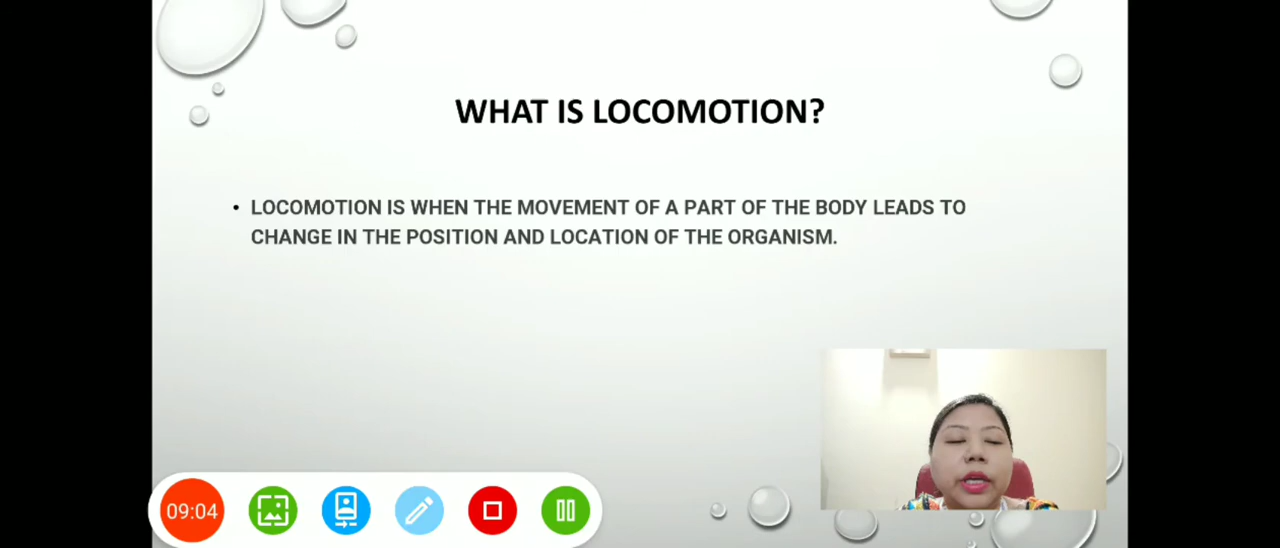 WHAT IS LOCOMOTION?
• LOCOMOTION IS WHEN THE MOVEMENT OF A PART OF THE BODY LEADS TO
CHANGE IN THE POSITION AND LOCATION OF THE ORGANISM.
09:04